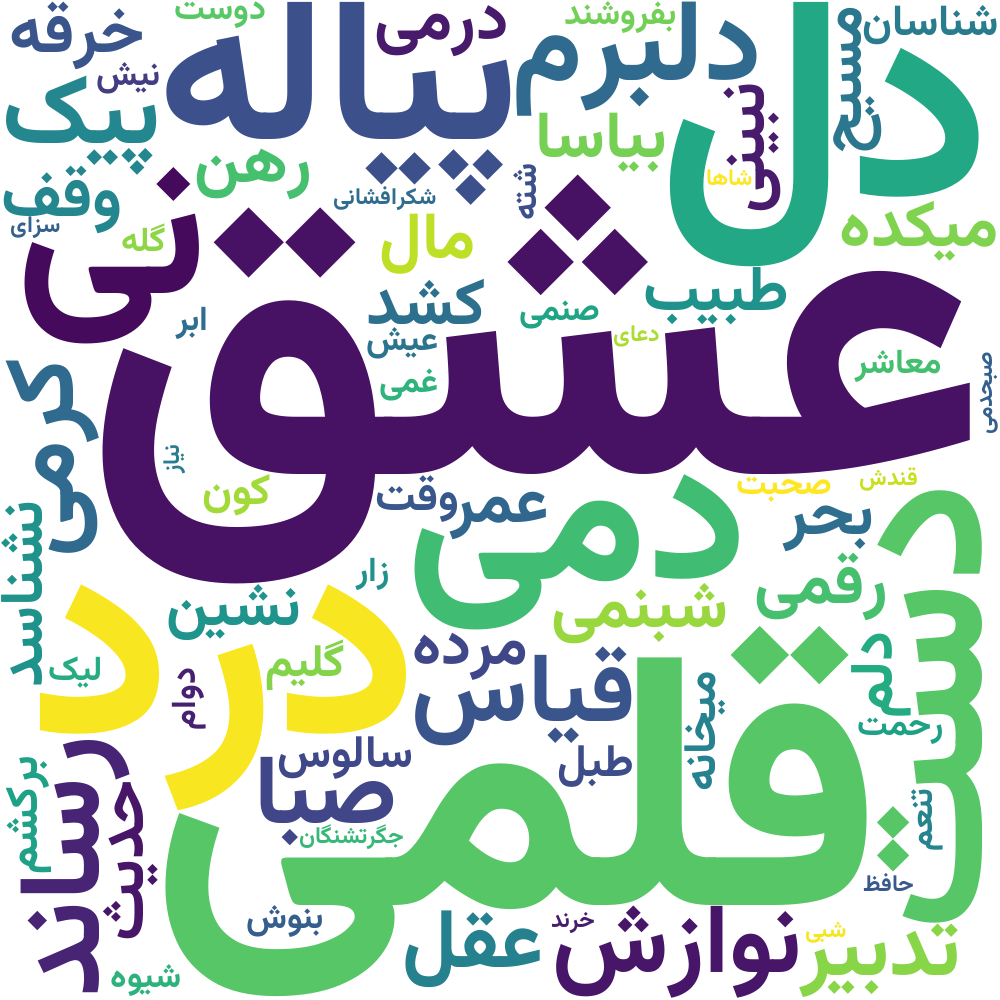 دوست
خرقه
پیاله
درمی
بفروشند
دلبرم
دل
مسیح
شناسان
نیش
پیک
رهن
شکرافشانی
شته
بیاسا
نبینی
شاها
میکده
وقف
سزای
نی
گله
مال
صنمی
طبیب
ابر
کشد
عیش
غمی
دعای
معاشر
صبحدمی
عشق
کرمی
نیاز
کون
وقت
عمر
صحبت
قندش
بحر
دست
نشناسد
زار
دمی
شبنمی
رقمی
نشین
مرده
گلیم
درد
لیک
دوام
قیاس
میخانه
دلم
رحمت
قلمی
سالوس
طبل
صبا
جگرتشنگان
برکشم
رساند
حدیث
تنعم
حافظ
بنوش
عقل
نوازش
خرند
شبی
تدبیر
شیوه